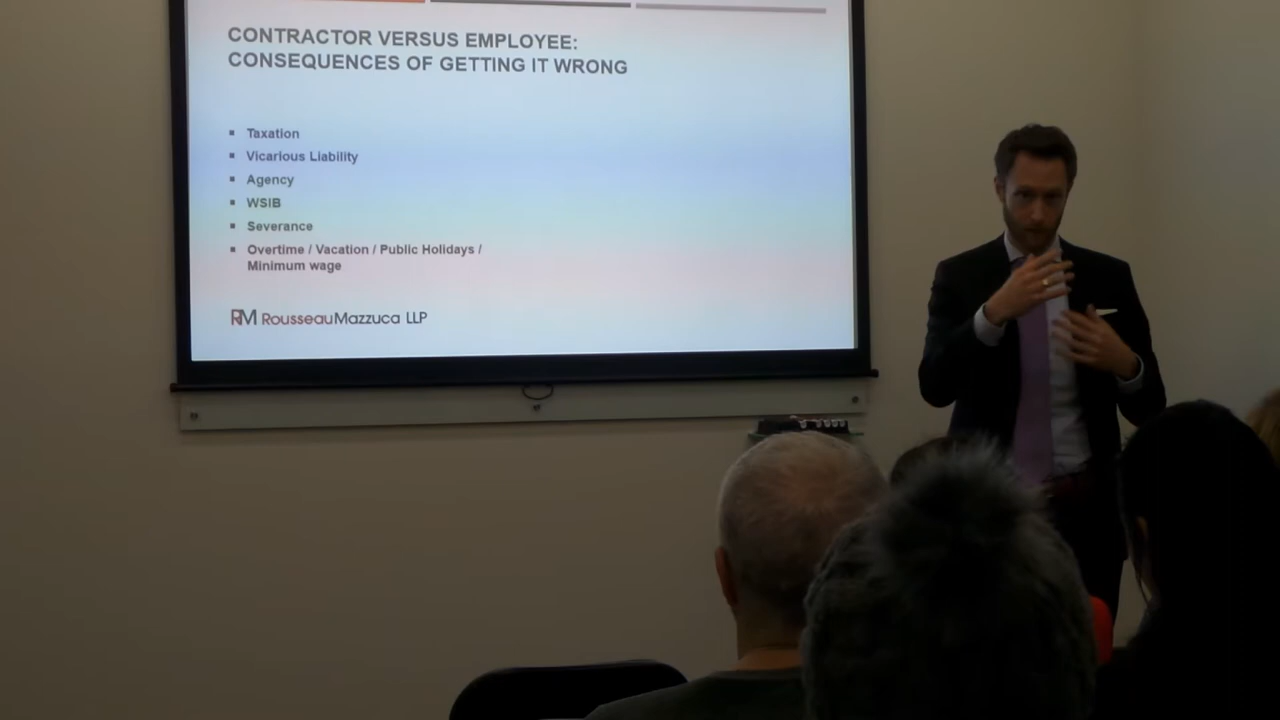 CONTRACTOR VERSUS EMPLOYEE:
CONSEQUENCES OF GETTING IT WRONG
▪ Taxation
▪ Vicarious Liability
▪ Agency
▪ WSIB
▪ Severance
▪ Overtime / Vacation / Public Holidays /
Minimum wage
RM RousseauMazzuca LLP